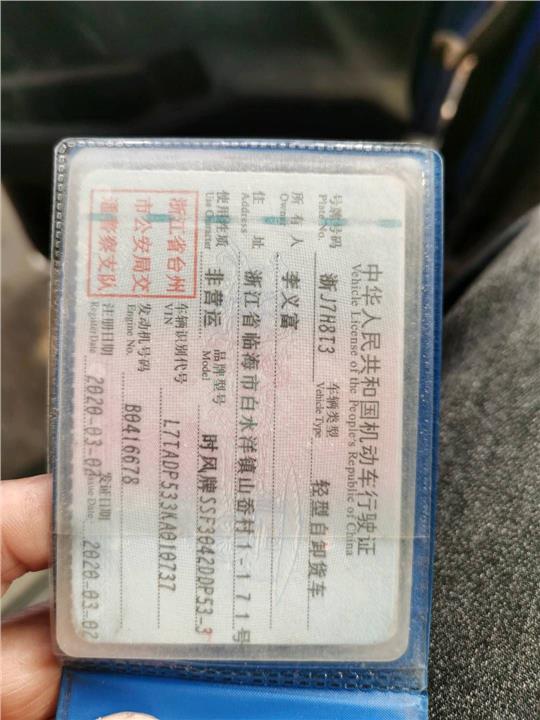 中华人民共和国机动车行驶证
Vehicle License of the People's Republic of China
号牌号码 浙J7H8T3 车辆类型 轻型自卸货车
Plate No. Vehicle Type
所有人 李义富
Owner
住址 浙江省临海市白水洋镇山岙村1-171号
Address
使用性质 非营运 品牌型号 时风牌SSF3042DDP53-3
Use Character Model
浙江省台州
市公安局交
通警察支队
车辆识别代号
VIN
发动机号码 B0416678
Engine No.
注册日期 2020-03-02 发证日期 2020-03-02
Register Date Issue Date